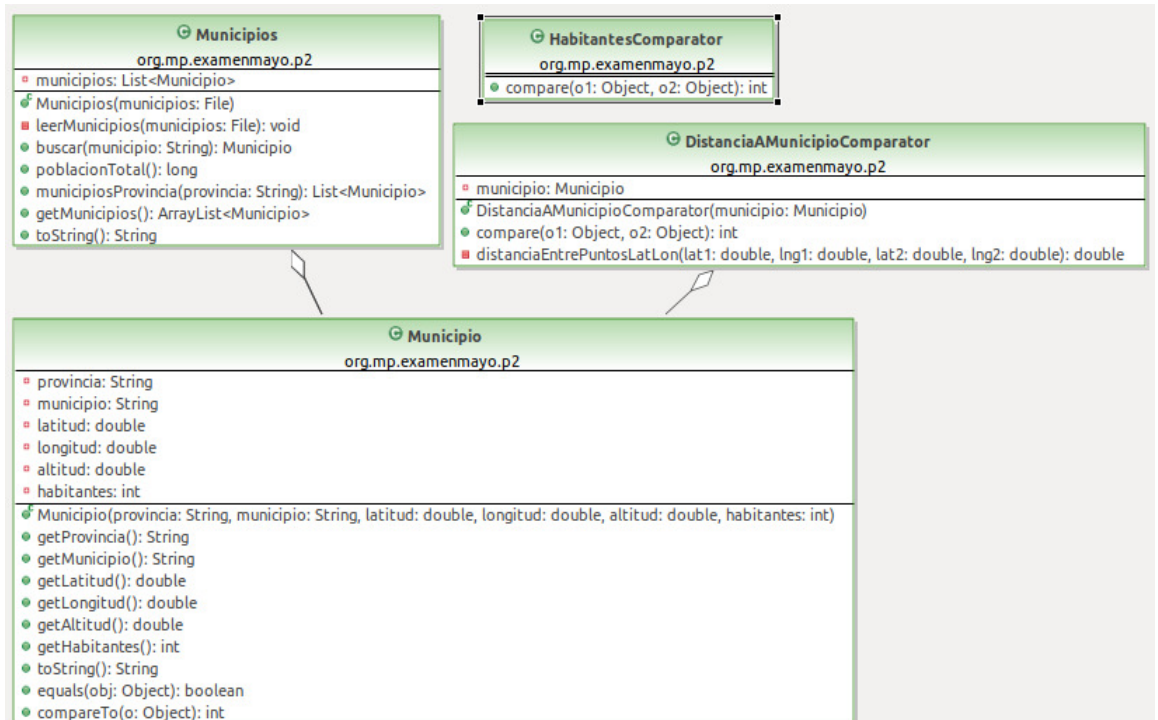 Municipios
org.mp.examenmayo.p2
municipios: List<Municipio>
Municipios(municipios: File)
leerMunicipios(municipios: File): void
buscar(municipio: String): Municipio
poblacionTotal(): long
municipiosProvincia(provincia: String): List<Municipio>
getMunicipios(): ArrayList<Municipio>
toString(): String
HabitantesComparator
org.mp.examenmayo.p2
compare(o1: Object, o2: Object): int
DistanciaAMunicipioComparator
org.mp.examenmayo.p2
municipio: Municipio
DistanciaAMunicipioComparator(municipio: Municipio)
compare(o1: Object, o2: Object): int
distanciaEntrePuntosLatLon(lat1: double, lng1: double, lat2: double, lng2: double): double
Municipio
org.mp.examenmayo.p2
provincia: String
municipio: String
latitud: double
longitud: double
altitud: double
habitantes: int
Municipio(provincia: String, municipio: String, latitud: double, longitud: double, altitud: double, habitantes: int)
getProvincia(): String
getMunicipio(): String
getLatitud(): double
getLongitud(): double
getAltitud(): double
getHabitantes(): int
toString(): String
equals(obj: Object): boolean
compareTo(o: Object): int